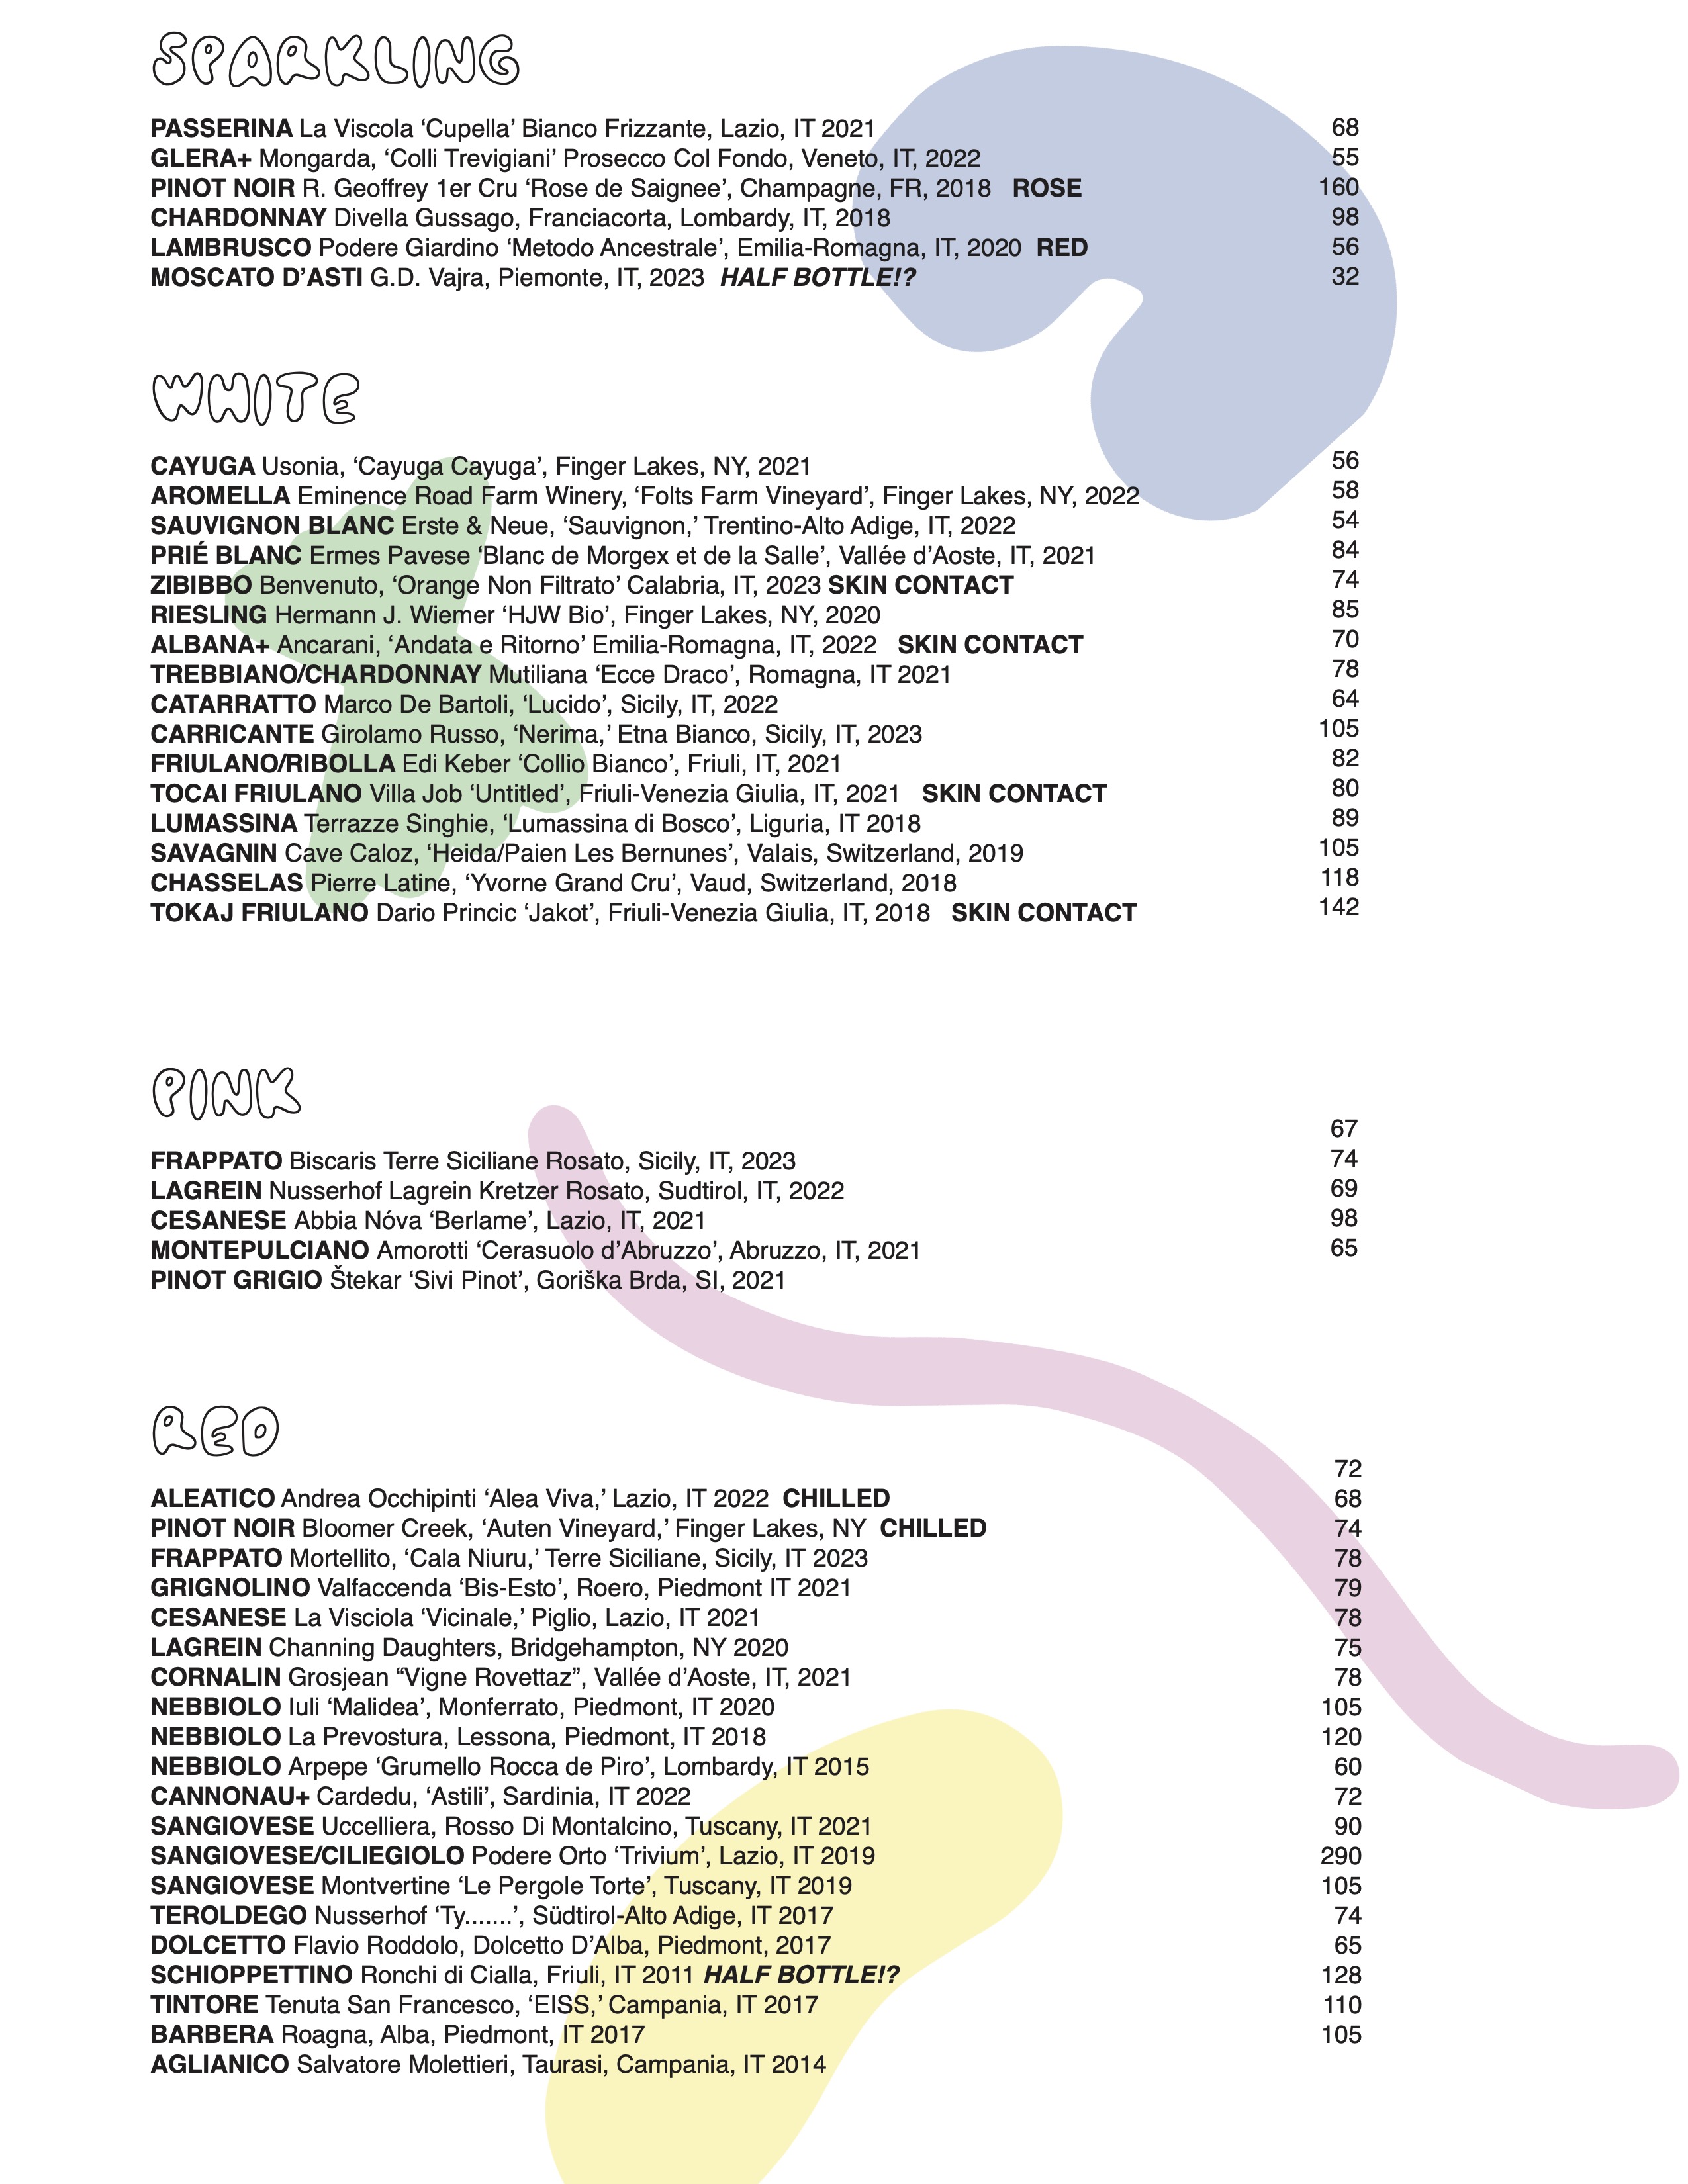 SPARKLING
PASSERINA La Viscola ‘Cupella’ Bianco Frizzante, Lazio, IT 2021 68
GLERA+ Mongarda, ‘Colli Trevigiani’ Prosecco Col Fondo, Veneto, IT, 2022 55
PINOT NOIR R. Geoffrey 1er Cru ‘Rose de Saignee’, Champagne, FR, 2018 ROSE 160
CHARDONNAY Divella Gussago, Franciacorta, Lombardy, IT, 2018 98
LAMBRUSCO Podere Giardino ‘Metodo Ancestrale’, Emilia-Romagna, IT, 2020 RED 56
MOSCATO D’ASTI G.D. Vajra, Piemonte, IT, 2023 HALF BOTTLE!? 32
WHITE
CAYUGA Usonia, ‘Cayuga Cayuga’, Finger Lakes, NY, 2021 56
AROMELLA Eminence Road Farm Winery, ‘Folts Farm Vineyard’, Finger Lakes, NY, 2022 58
SAUVIGNON BLANC Erste & Neue, ‘Sauvignon,’ Trentino-Alto Adige, IT, 2022 54
PRIÉ BLANC Ermes Pavese ‘Blanc de Morgex et de la Salle’, Vallée d’Aoste, IT, 2021 84
ZIBIBBO Benvenuto, ‘Orange Non Filtrato’ Calabria, IT, 2023 SKIN CONTACT 74
RIESLING Hermann J. Wiemer ‘HJW Bio’, Finger Lakes, NY, 2020 85
ALBANA+ Ancarani, ‘Andata e Ritorno’ Emilia-Romagna, IT, 2022 SKIN CONTACT 70
TREBBIANO/CHARDONNAY Mutiliana ‘Ecce Draco’, Romagna, IT 2021 78
CATARRATTO Marco De Bartoli, ‘Lucido’, Sicily, IT, 2022 64
CARRICANTE Girolamo Russo, ‘Nerima,’ Etna Bianco, Sicily, IT, 2023 105
FRIULANO/RIBOLLA Edi Keber ‘Collio Bianco’, Friuli, IT, 2021 82
TOCAI FRIULANO Villa Job ‘Untitled’, Friuli-Venezia Giulia, IT, 2021 SKIN CONTACT 80
LUMASSINA Terrazze Singhie, ‘Lumassina di Bosco’, Liguria, IT 2018 89
SAVAGNIN Cave Caloz, ‘Heida/Paien Les Bernunes’, Valais, Switzerland, 2019 105
CHASSELAS Pierre Latine, ‘Yvorne Grand Cru’, Vaud, Switzerland, 2018 118
TOKAJ FRIULANO Dario Princic ‘Jakot’, Friuli-Venezia Giulia, IT, 2018 SKIN CONTACT 142
PINK
67
FRAPPATO Biscaris Terre Siciliane Rosato, Sicily, IT, 2023 74
LAGREIN Nusserhof Lagrein Kretzer Rosato, Sudtirol, IT, 2022 69
CESANESE Abbia Nóva ‘Berlame’, Lazio, IT, 2021 98
MONTEPULCIANO Amorotti ‘Cerasuolo d’Abruzzo’, Abruzzo, IT, 2021 65
PINOT GRIGIO Štekar ‘Sivi Pinot’, Goriška Brda, SI, 2021
RED
72
ALEATICO Andrea Occhipinti ‘Alea Viva,’ Lazio, IT 2022 CHILLED 68
PINOT NOIR Bloomer Creek, ‘Auten Vineyard,’ Finger Lakes, NY CHILLED 74
FRAPPATO Mortellito, ‘Cala Niuru,’ Terre Siciliane, Sicily, IT 2023 78
GRIGNOLINO Valfaccenda ‘Bis-Esto’, Roero, Piedmont IT 2021 79
CESANESE La Visciola ‘Vicinale,’ Piglio, Lazio, IT 2021 78
LAGREIN Channing Daughters, Bridgehampton, NY 2020 75
CORNALIN Grosjean “Vigne Rovettaz”, Vallée d’Aoste, IT, 2021 78
NEBBIOLO Iuli ‘Malidea’, Monferrato, Piedmont, IT 2020 105
NEBBIOLO La Prevostura, Lessona, Piedmont, IT 2018 120
NEBBIOLO Arpepe ‘Grumello Rocca de Piro’, Lombardy, IT 2015 60
CANNONAU+ Cardedu, ‘Astili’, Sardinia, IT 2022 72
SANGIOVESE Uccelliera, Rosso Di Montalcino, Tuscany, IT 2021 90
SANGIOVESE/CILIEGIOLO Podere Orto ‘Trivium’, Lazio, IT 2019 290
SANGIOVESE Montvertine ‘Le Pergole Torte’, Tuscany, IT 2019 105
TEROLDEGO Nusserhof ‘Ty.......’, Südtirol-Alto Adige, IT 2017 74
DOLCETTO Flavio Roddolo, Dolcetto D’Alba, Piedmont, 2017 65
SCHIOPPETTINO Ronchi di Cialla, Friuli, IT 2011 HALF BOTTLE!? 128
TINTORE Tenuta San Francesco, ‘EISS,’ Campania, IT 2017 110
BARBERA Roagna, Alba, Piedmont, IT 2017 105
AGLIANICO Salvatore Molettieri, Taurasi, Campania, IT 2014